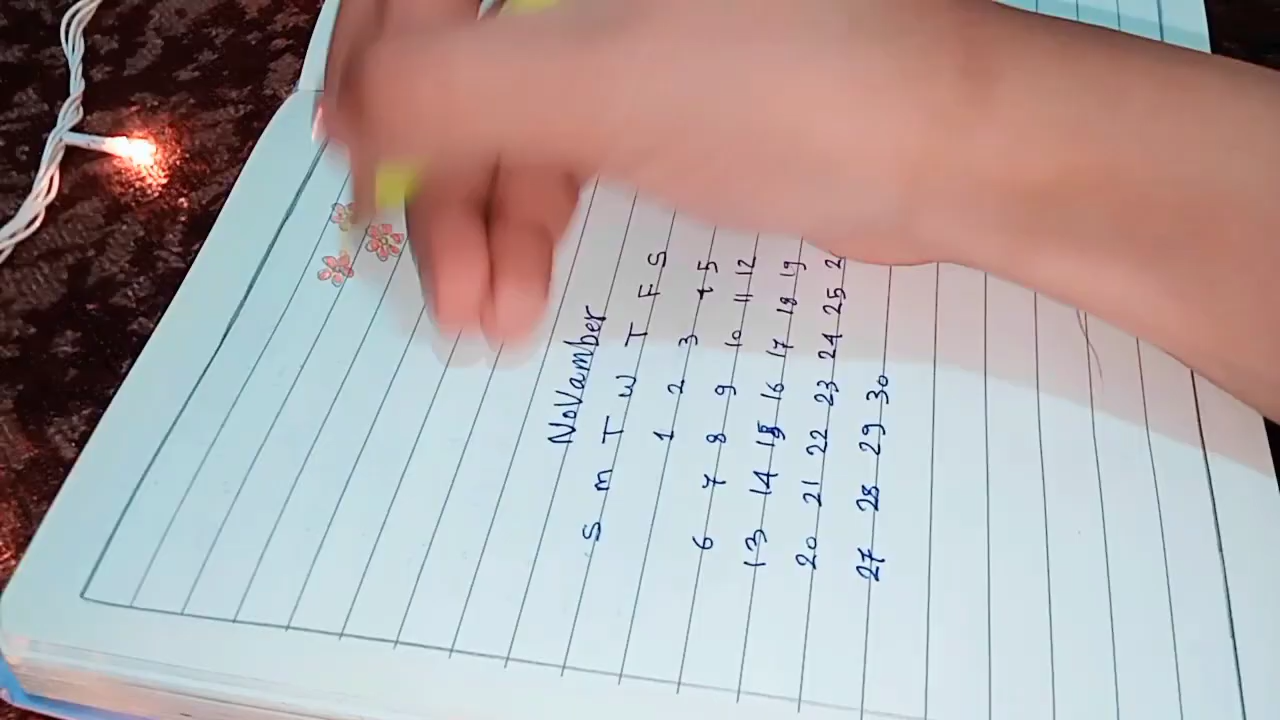 Novamber
S m T W T F S
1 2 3 4 5
6 7 8 9 10 11 12
13 14 15 16 17 18 19
20 21 22 23 24 25 2
27 28 29 30